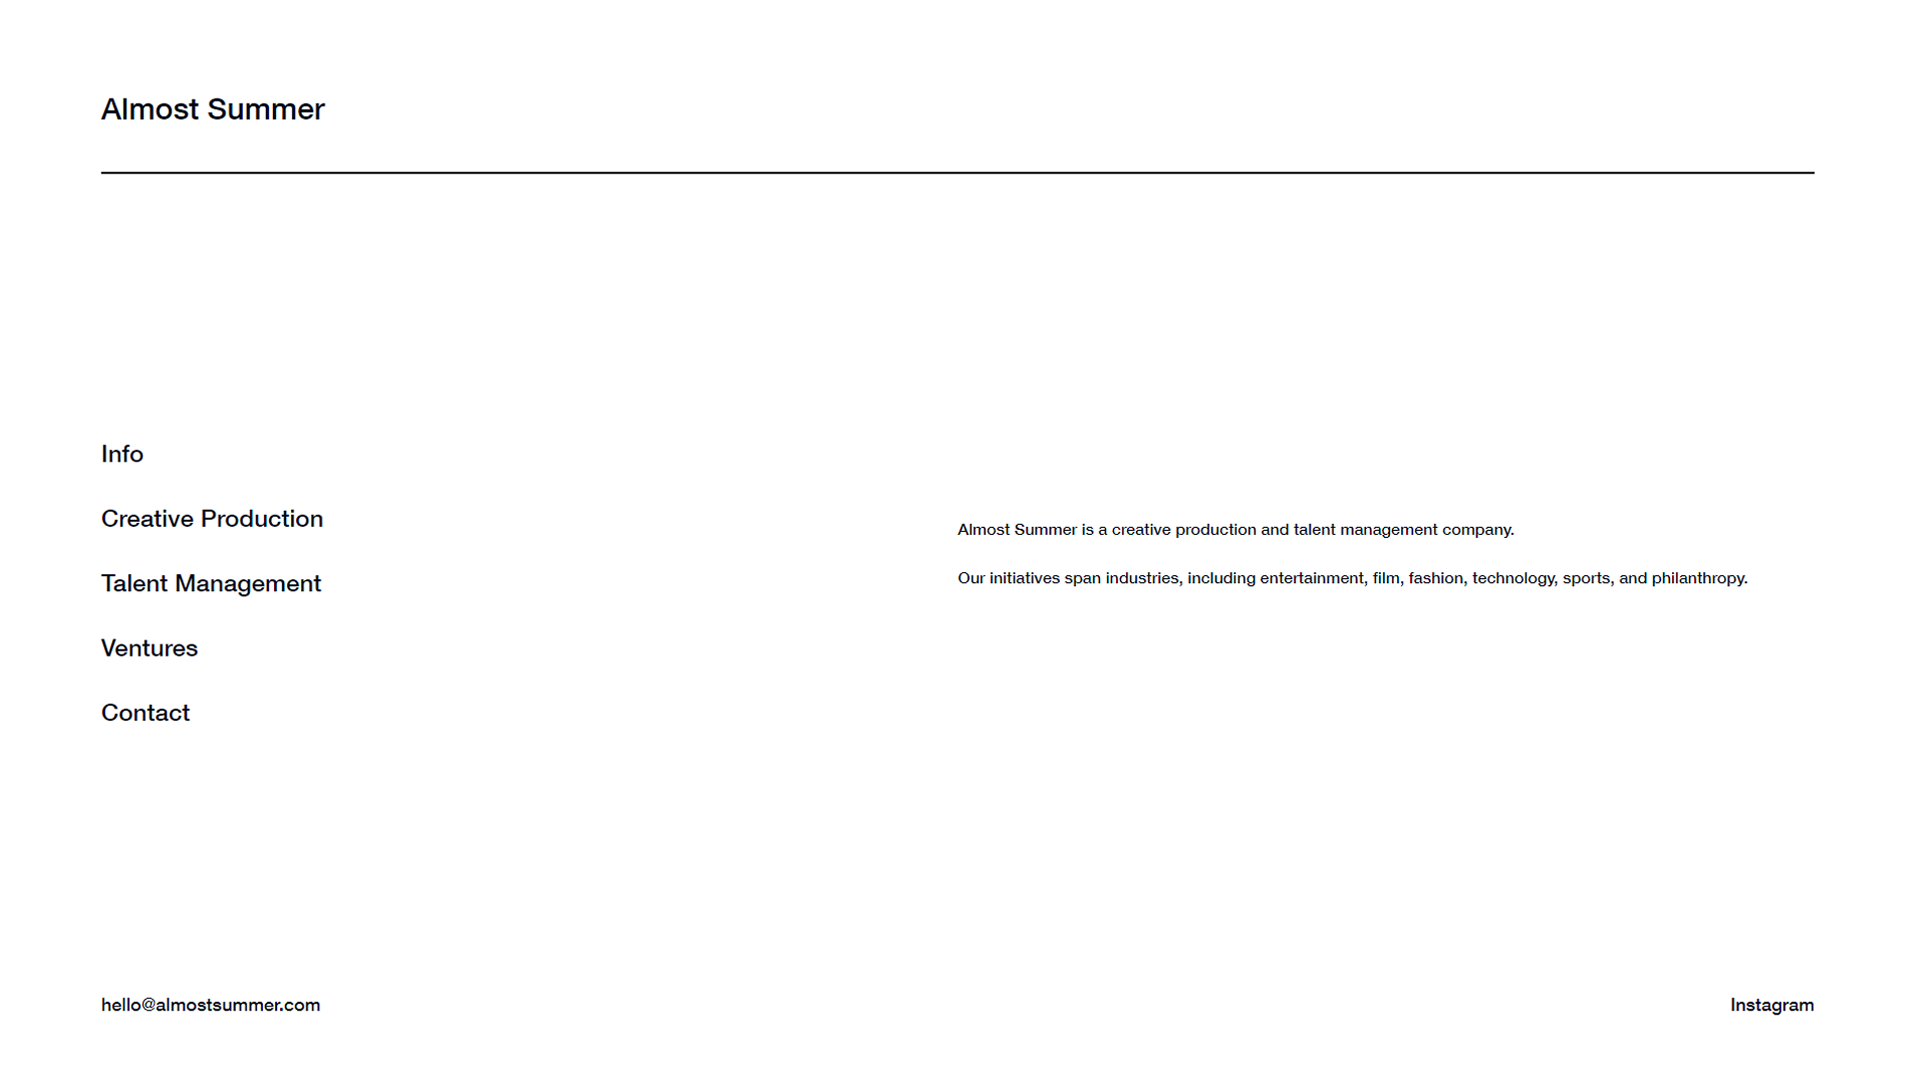 Almost Summer
Info
Creative Production
Talent Management
Ventures
Contact
Almost Summer is a creative production and talent management company.
Our initiatives span industries, including entertainment, film, fashion, technology, sports, and philanthropy.
hello@almostsummer.com
Instagram